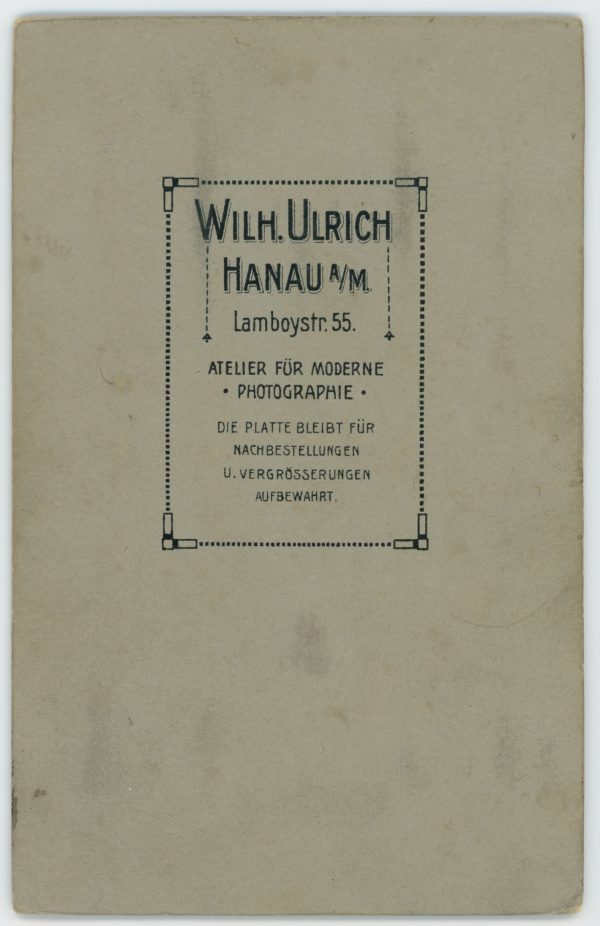 WILH. ULRICH
HANAU A/M.
Lamboystr. 55.
ATELIER FÜR MODERNE
• PHOTOGRAPHIE •
DIE PLATTE BLEIBT FÜR
NACHBESTELLUNGEN
U. VERGRÖSSERUNGEN
AUFBEWAHRT.